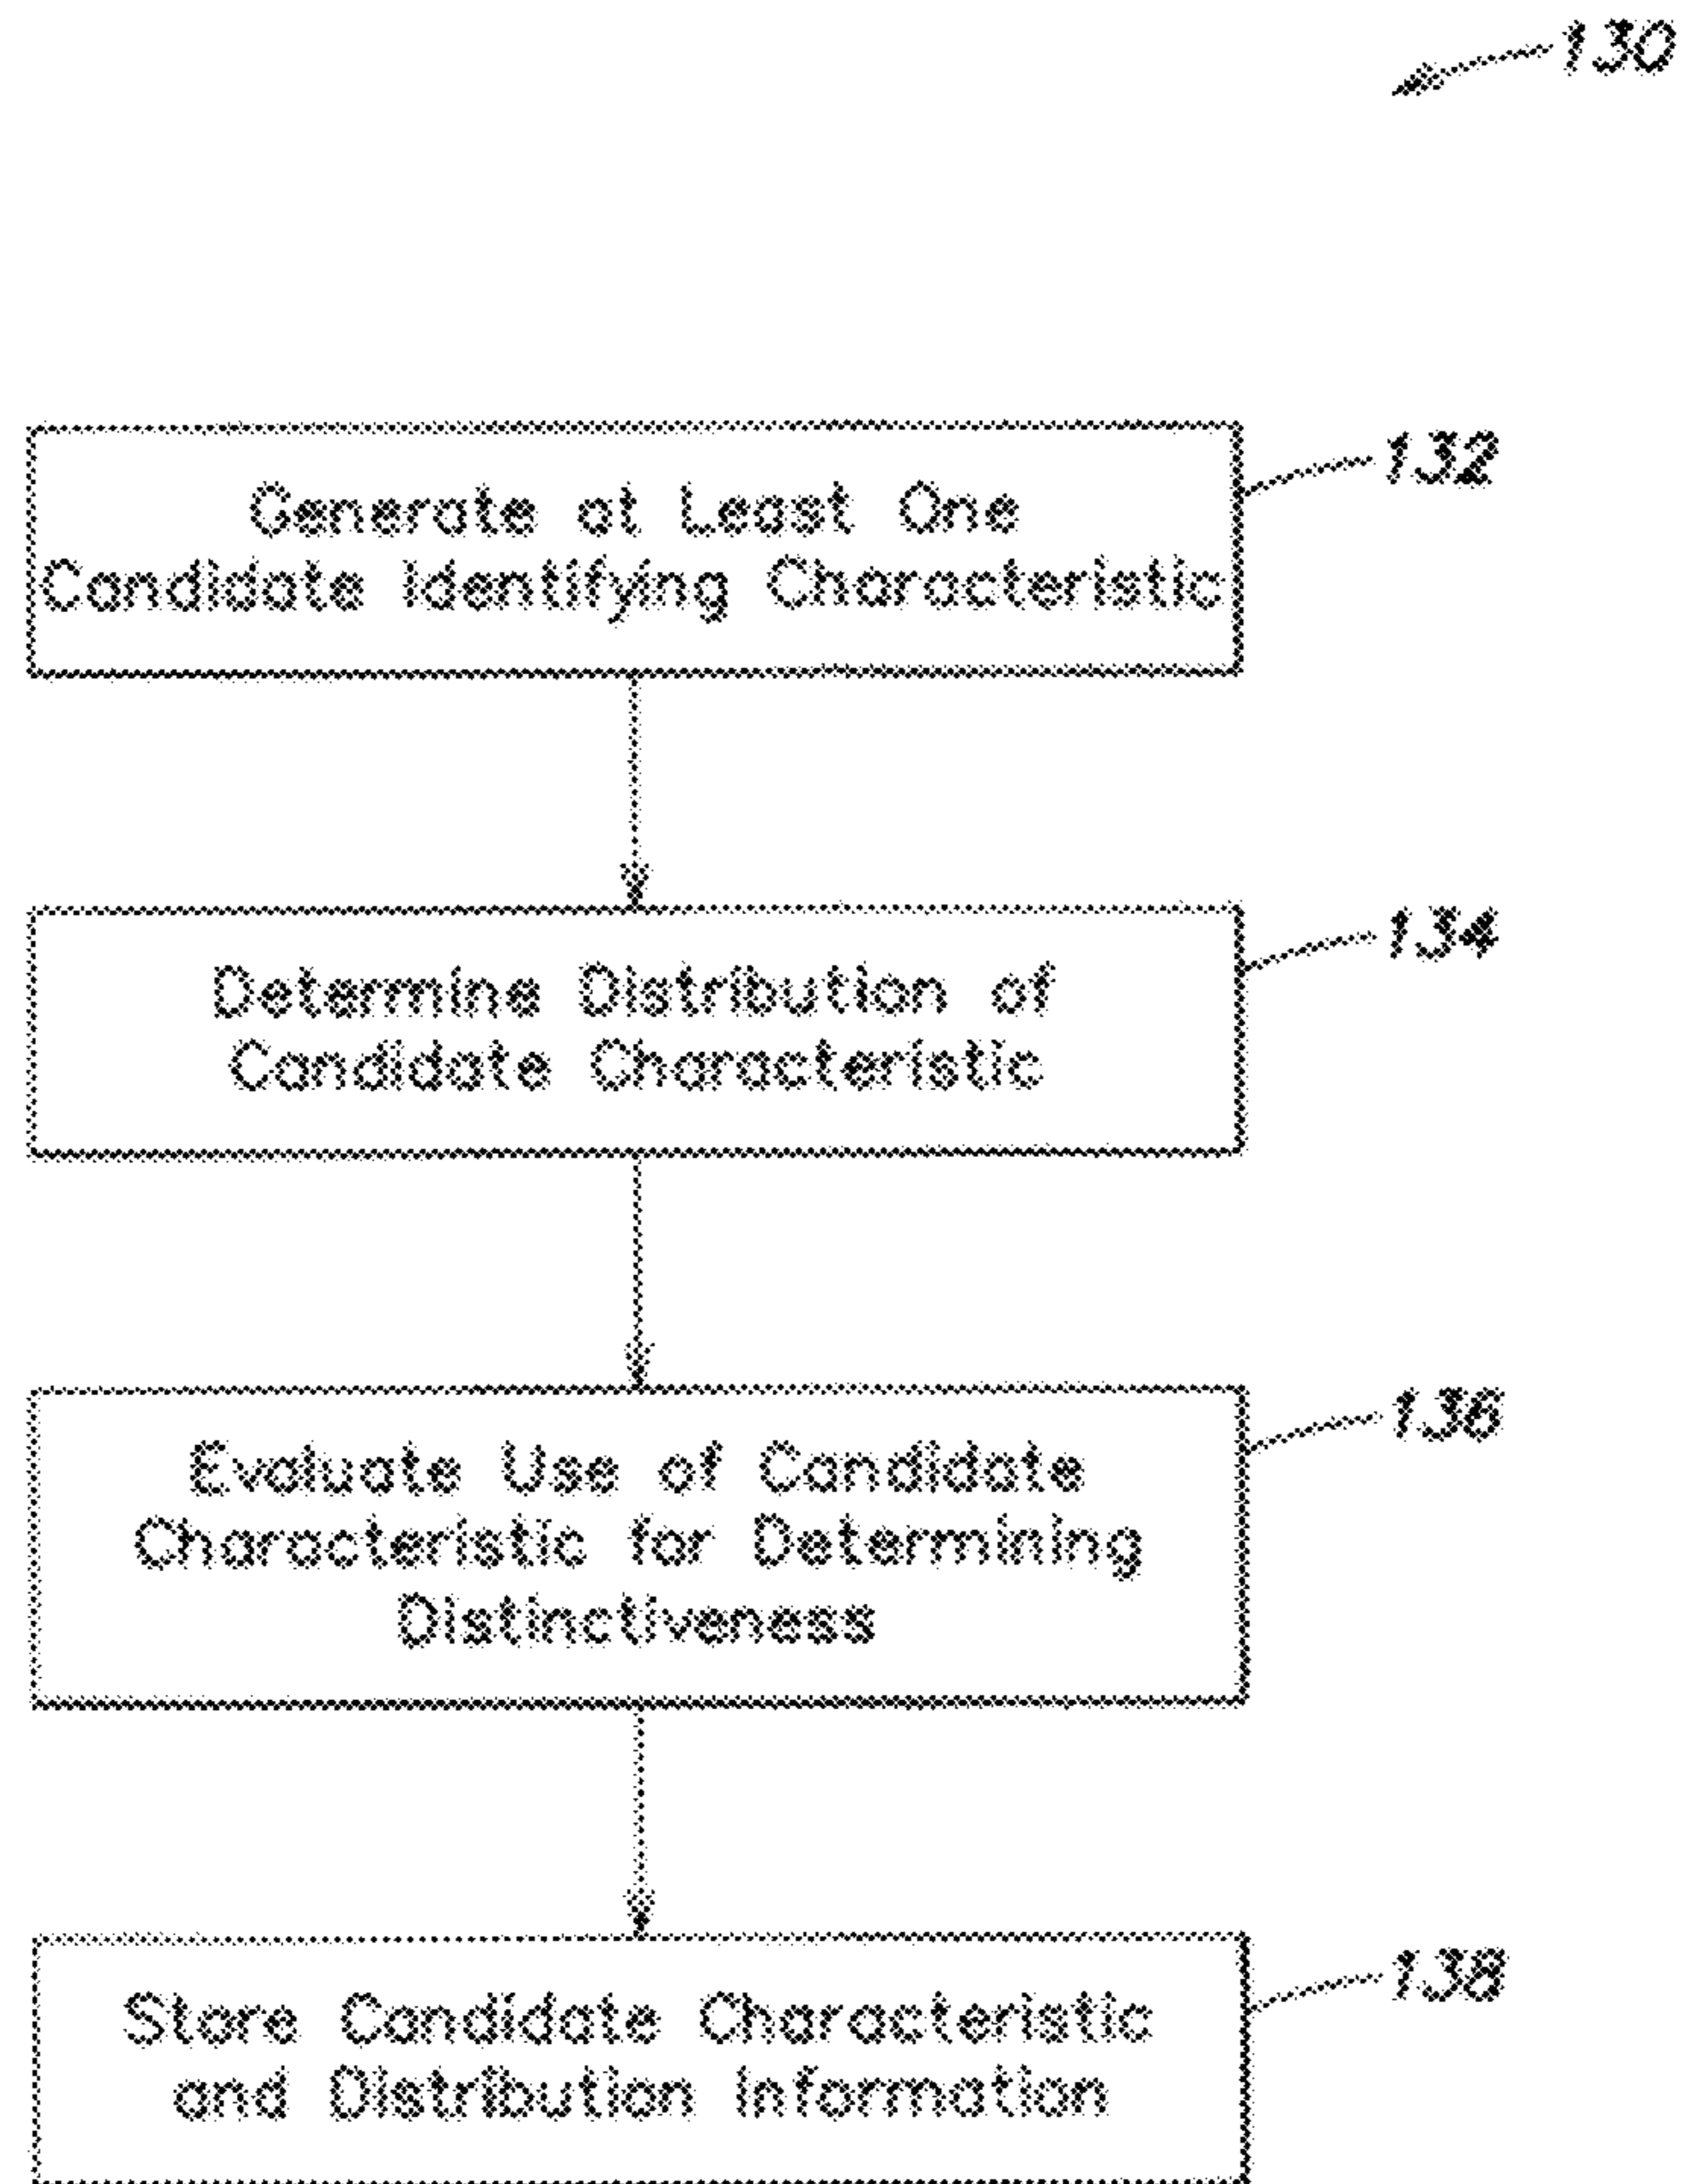 130
Generate at Least One
Candidate Identifying Characteristic
132
Determine Distribution of
Candidate Characteristic
134
Evaluate Use of Candidate
Characteristic for Determining
Distinctiveness
136
Store Candidate Characteristic
and Distribution Information
138